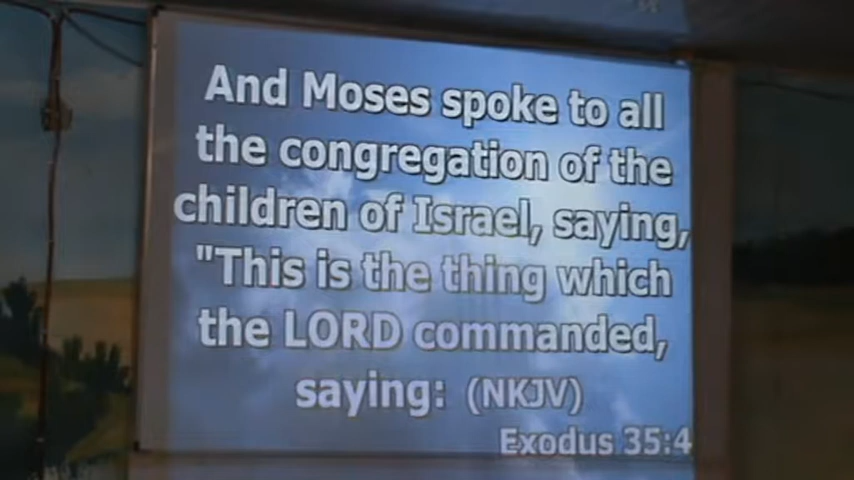 And Moses spoke to all
the congregation of the
children of Israel, saying,
"This is the thing which
the LORD commanded,
saying: (NKJV)
Exodus 35:4